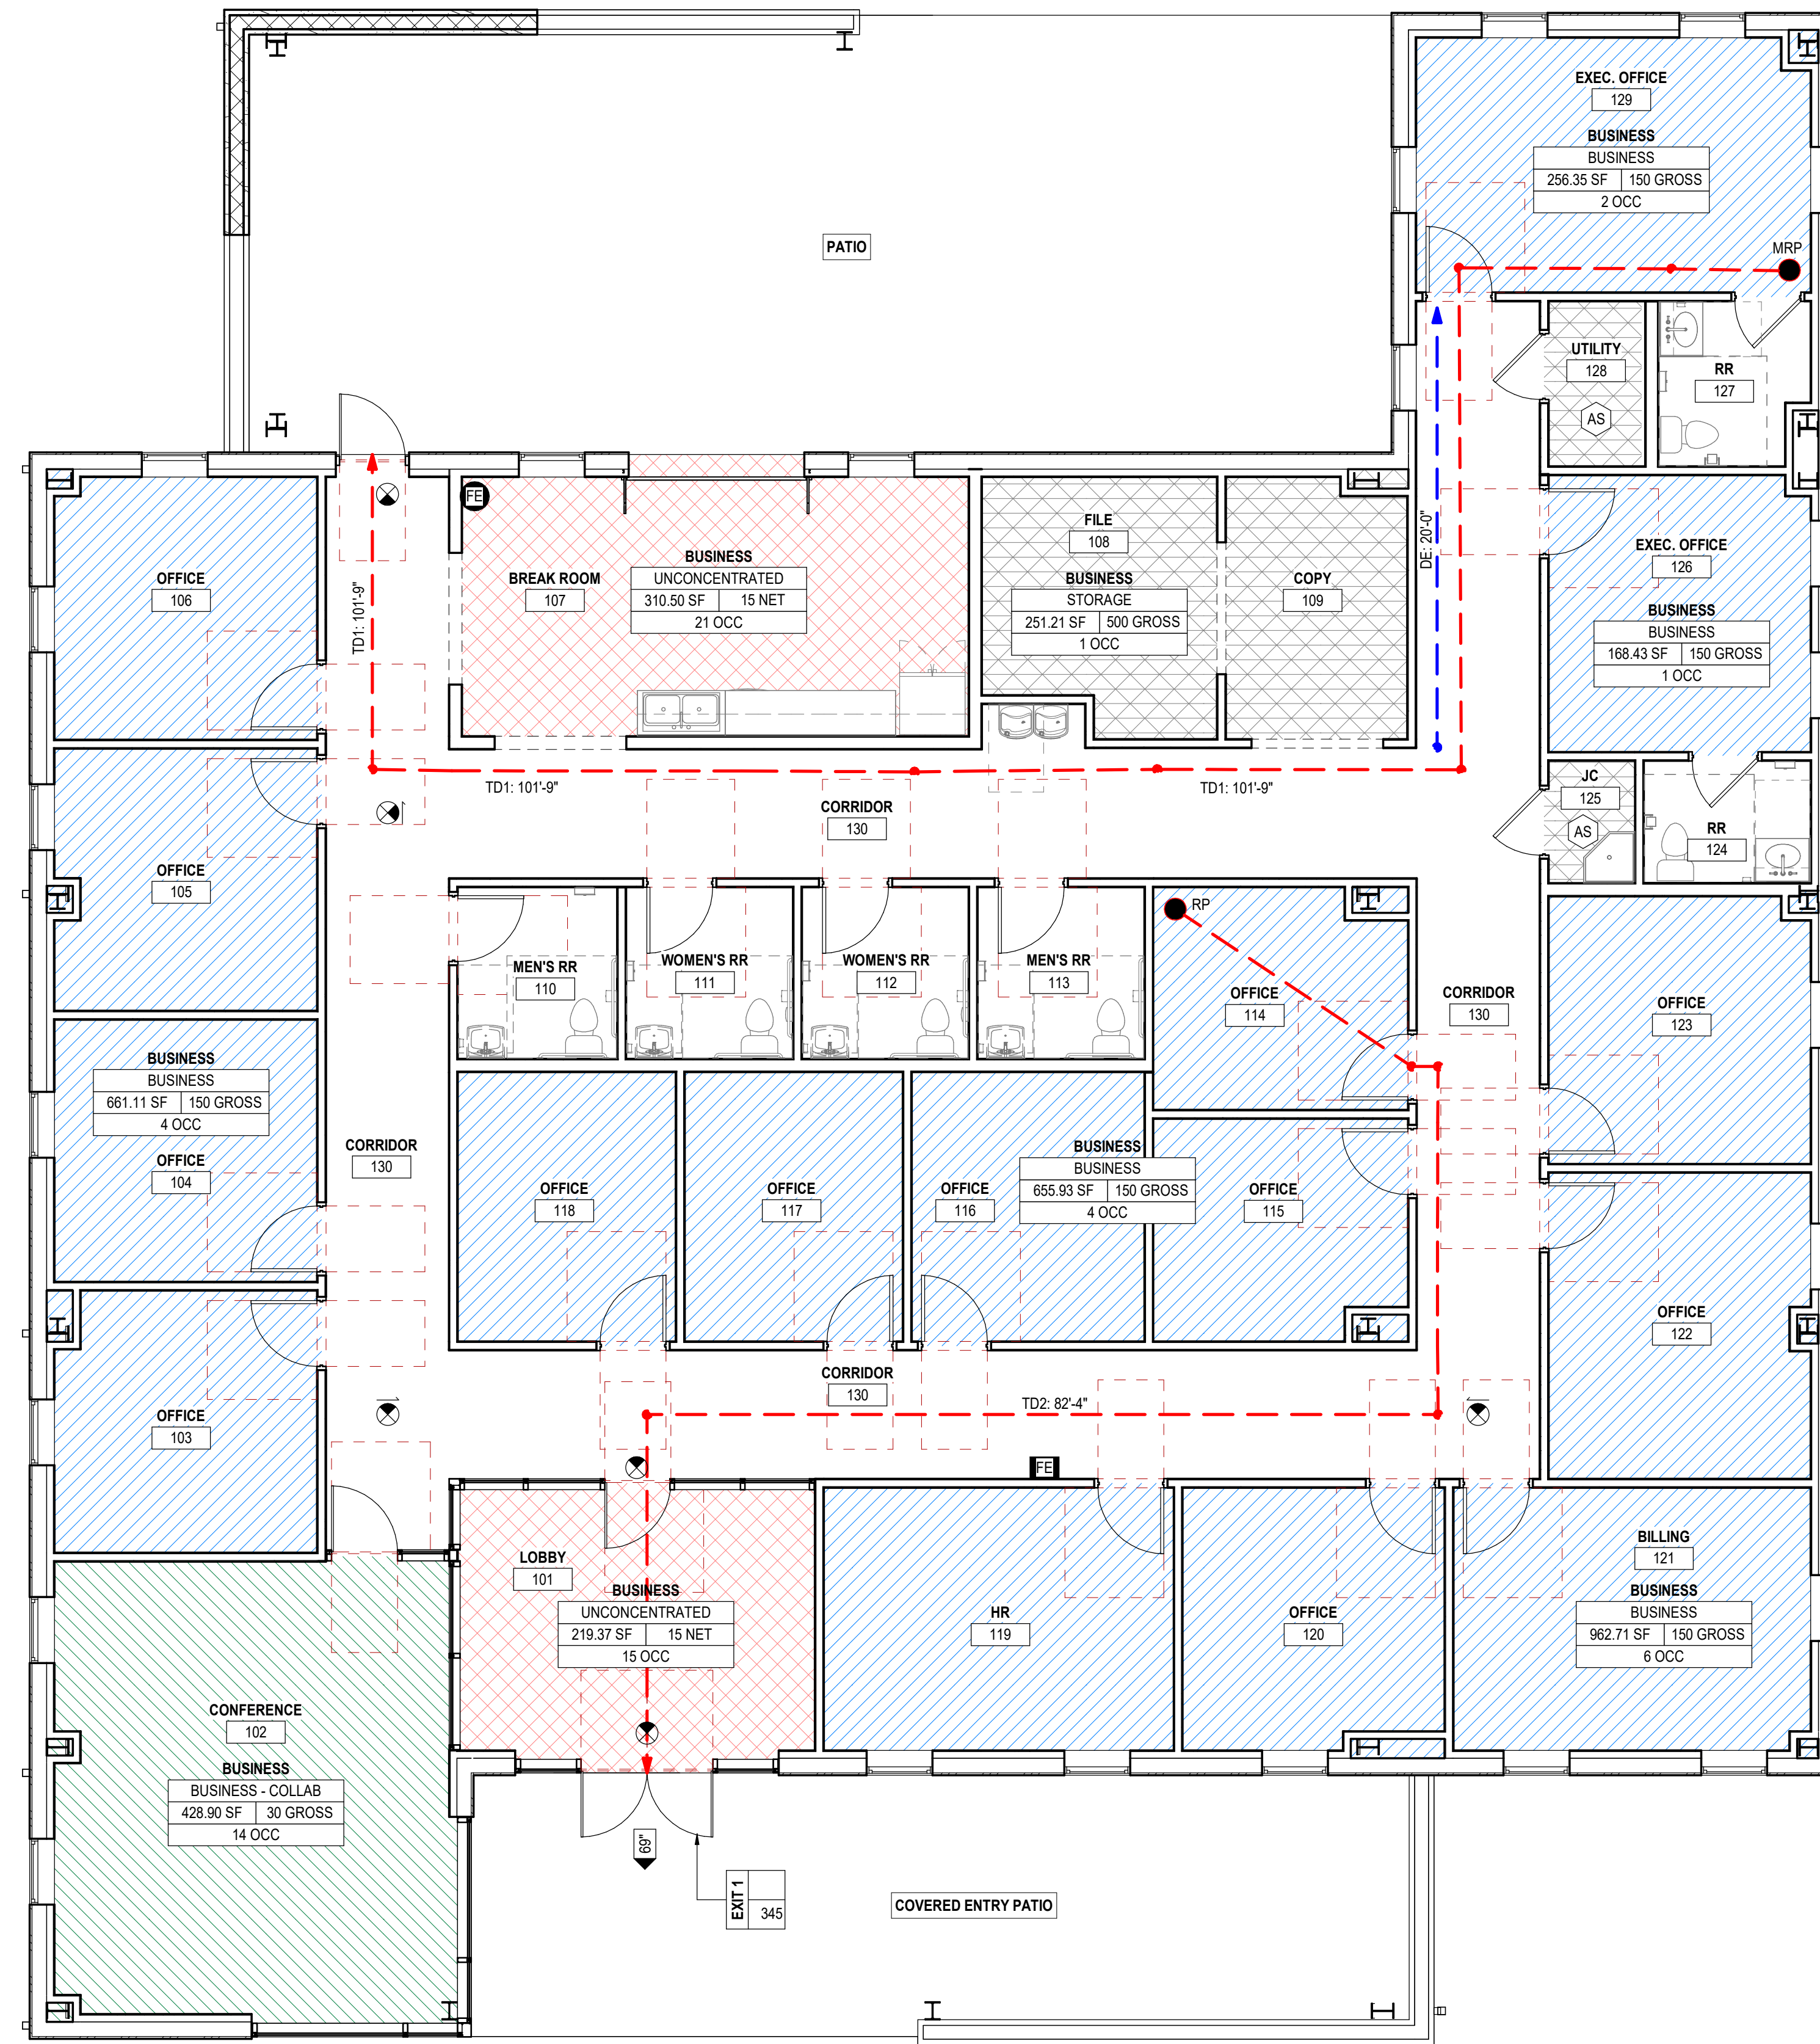 EXEC. OFFICE
129
BUSINESS
BUSINESS
256.35 SF 150 GROSS
2 OCC
MRP
PATIO
UTILITY
128
AS
RR
127
FE
TD1: 101'-9"
OFFICE
106
BREAK ROOM
107
BUSINESS
UNCONCENTRATED
310.50 SF 15 NET
21 OCC
FILE
108
BUSINESS
STORAGE
251.21 SF 500 GROSS
1 OCC
COPY
109
DE: 20'-0"
EXEC. OFFICE
126
BUSINESS
BUSINESS
168.43 SF 150 GROSS
1 OCC
TD1: 101'-9"
TD1: 101'-9"
JC
125
AS
RR
124
CORRIDOR
130
OFFICE
105
RP
MEN'S RR
110
WOMEN'S RR
111
WOMEN'S RR
112
MEN'S RR
113
OFFICE
114
CORRIDOR
130
OFFICE
123
BUSINESS
BUSINESS
661.11 SF 150 GROSS
4 OCC
OFFICE
104
CORRIDOR
130
OFFICE
118
OFFICE
117
OFFICE
116
BUSINESS
BUSINESS
655.93 SF 150 GROSS
4 OCC
OFFICE
115
OFFICE
122
CORRIDOR
130
TD2: 82'-4"
OFFICE
103
FE
LOBBY
101
BUSINESS
UNCONCENTRATED
219.37 SF 15 NET
15 OCC
HR
119
OFFICE
120
BILLING
121
BUSINESS
BUSINESS
962.71 SF 150 GROSS
6 OCC
CONFERENCE
102
BUSINESS
BUSINESS - COLLAB
428.90 SF 30 GROSS
14 OCC
69"
EXIT 1
345
COVERED ENTRY PATIO